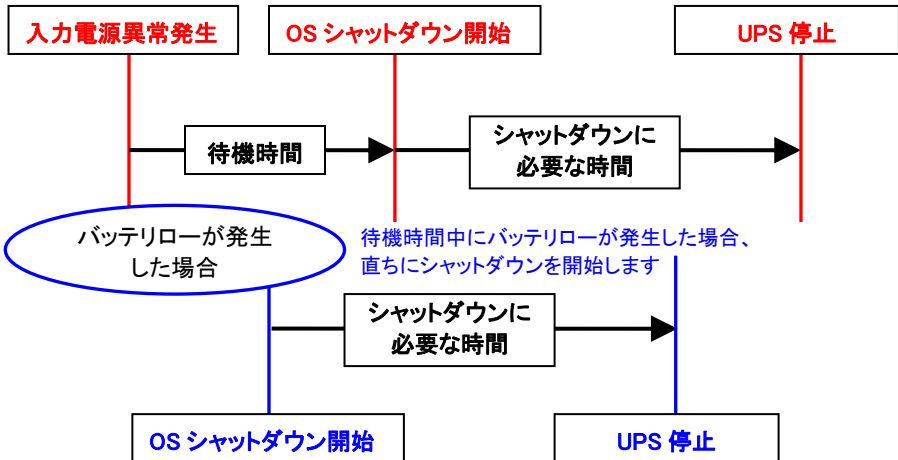 入力電源異常発生
OS シャットダウン開始
UPS 停止
待機時間
シャットダウンに
必要な時間
バッテリローが発生
した場合
待機時間中にバッテリローが発生した場合、
直ちにシャットダウンを開始します
シャットダウンに
必要な時間
OS シャットダウン開始
UPS 停止